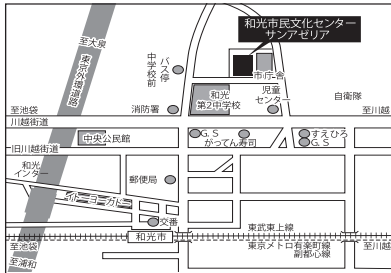 和光市民文化センター
サンアゼリア
至大泉
東京外環道路
中学校前
バス停
市庁舎
和光
第2中学校
児童
センター
自衛隊
消防署
至池袋
至川越
川越街道
G.S
がってん寿司
すえひろ
G.S
中央公民館
旧川越街道
和光
インター
郵便局
イトーヨーカドー
交番
和光市
東武東上線
至池袋
東京メトロ有楽町線
副都心線
至川越
至浦和